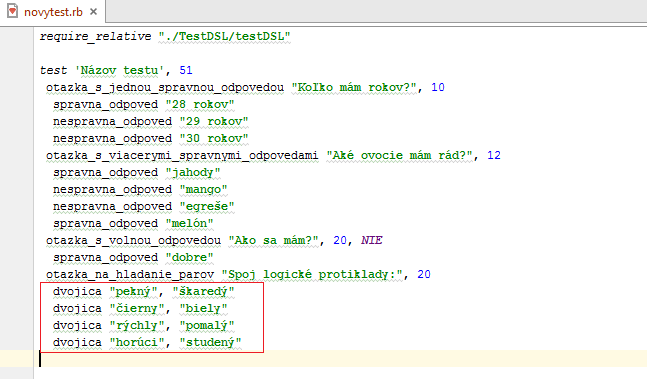 novytest.rb
require_relative "./TestDSL/testDSL"
test 'Názov testu', 51
otazka_s_jednou_spravnou_odpovedou "Koľko mám rokov?", 10
spravna_odpoved "28 rokov"
nespravna_odpoved "29 rokov"
nespravna_odpoved "30 rokov"
otazka_s_viacerymi_spravnymi_odpovedami "Aké ovocie mám rád?", 12
spravna_odpoved "jahody"
nespravna_odpoved "mango"
nespravna_odpoved "egreše"
spravna_odpoved "melón"
otazka_s_volnou_odpovedou "Ako sa mám?", 20, NIE
spravna_odpoved "dobre"
otazka_na_hladanie_parov "Spoj logické protiklady:", 20
dvojica "pekný", "škaredý"
dvojica "čierny", "biely"
dvojica "rýchly", "pomalý"
dvojica "horúci", "studený"